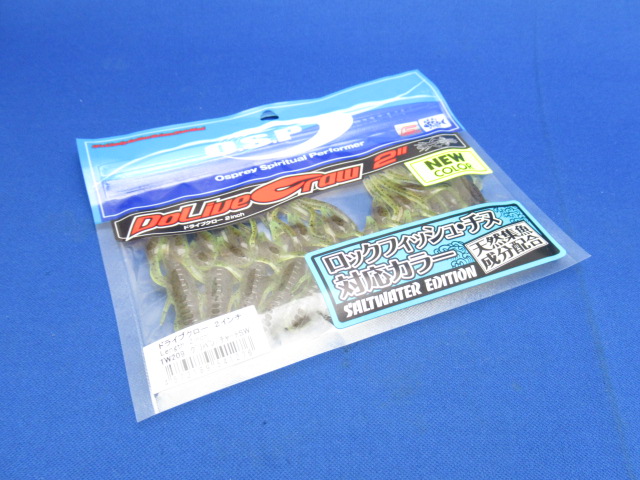 O.S.P
Osprey Spiritual Performer
DoLiveCraw 2"
ドライブクロー 2inch
NEW
COLOR
ロックフィッシュ・チヌ
対応カラー
SALTWATER EDITION
天然集魚
成分配合
ドライブクロー 2インチ
TW203